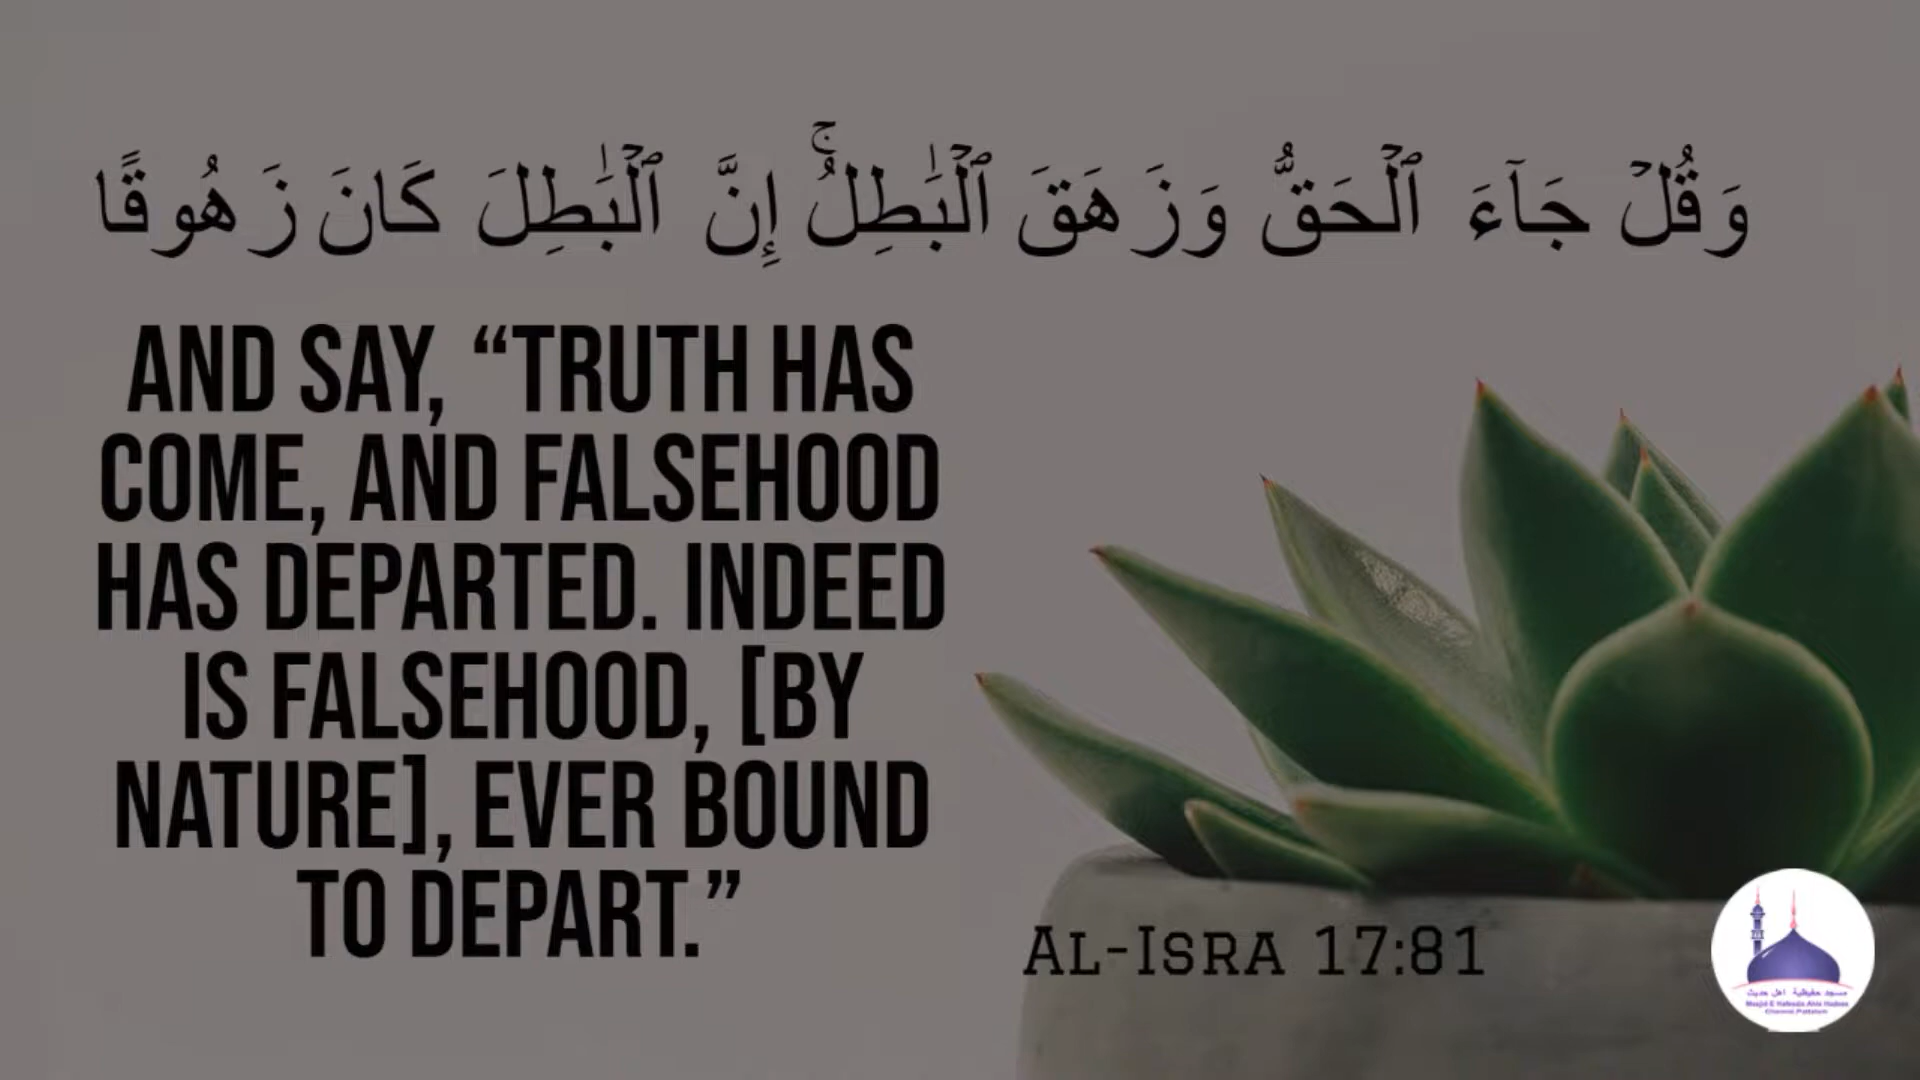 وَقُلْ جَآءَ ٱلْحَقُّ وَزَهَقَ ٱلْبَٰطِلُ ۚ إِنَّ ٱلْبَٰطِلَ كَانَ زَهُوقًا
AND SAY, “TRUTH HAS
COME, AND FALSEHOOD
HAS DEPARTED. INDEED
IS FALSEHOOD, [BY
NATURE], EVER BOUND
TO DEPART.”
AL-ISRA 17:81